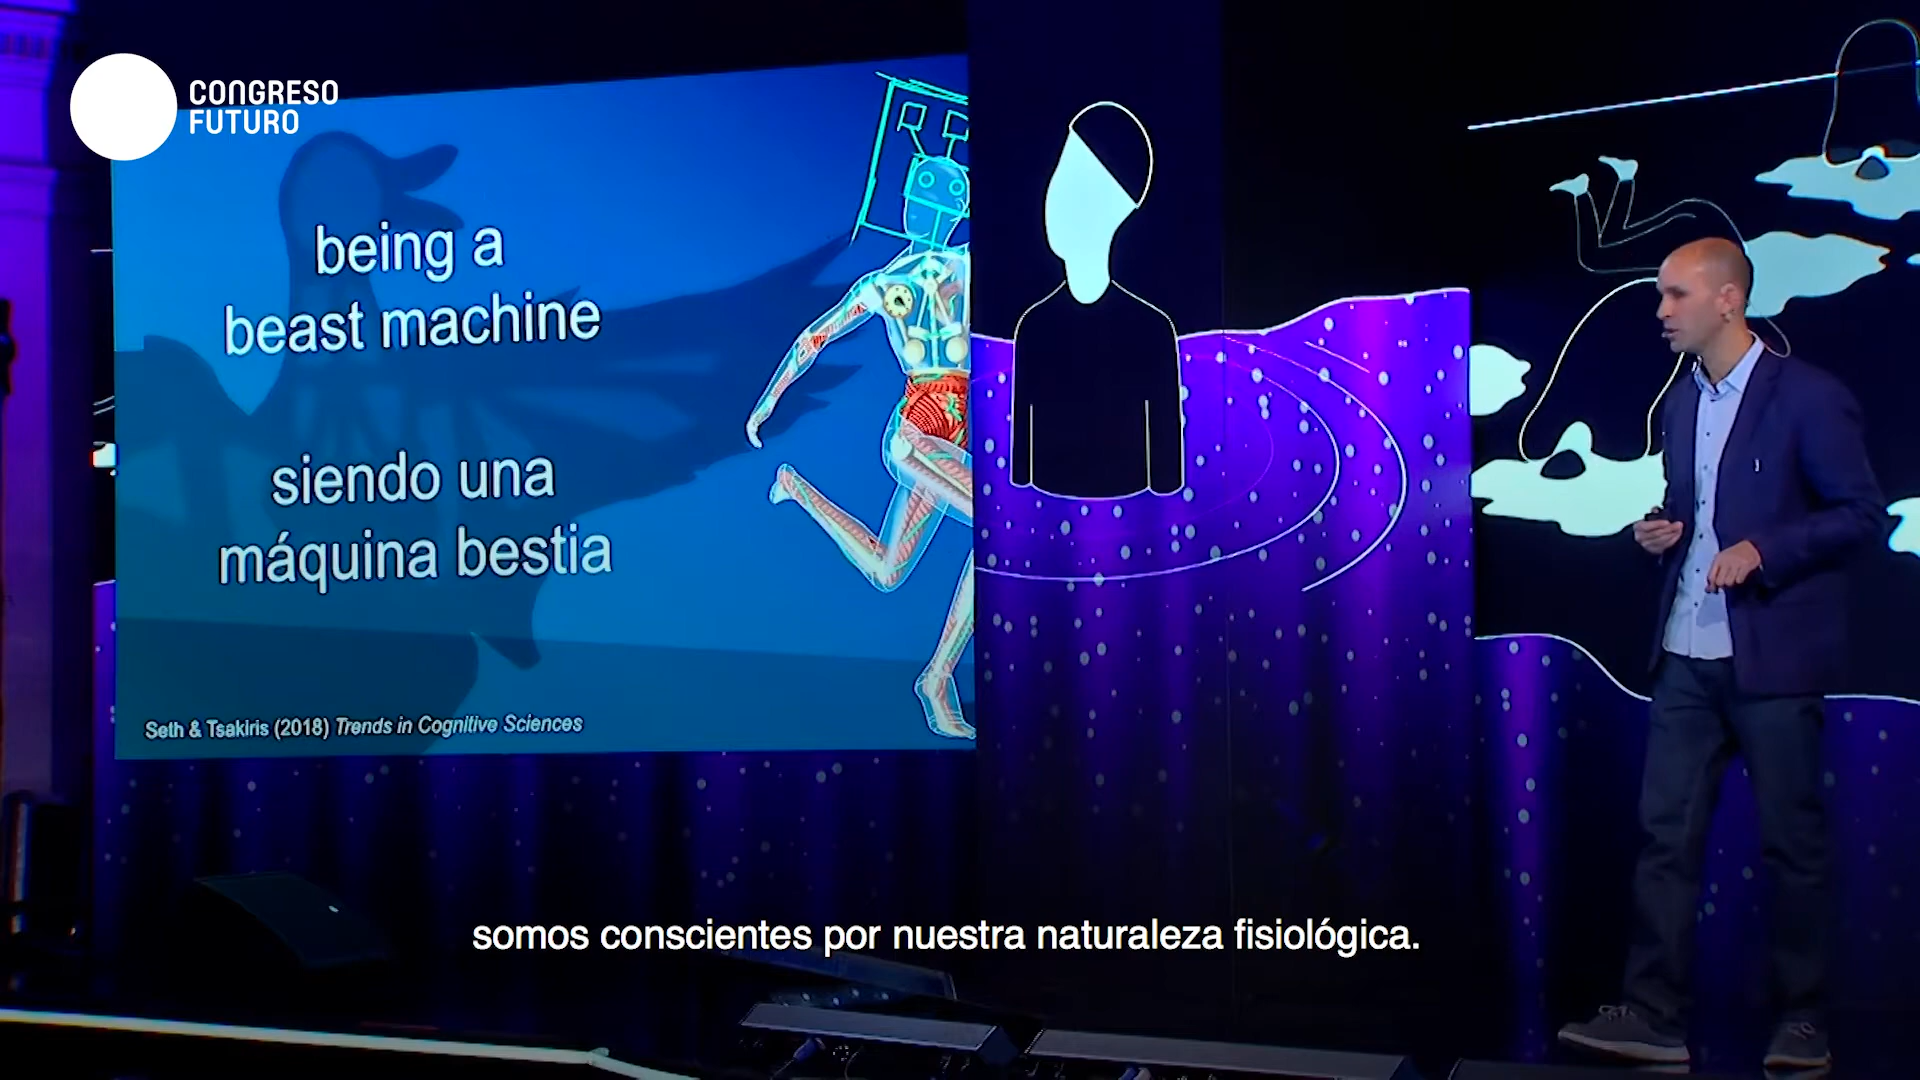 CONGRESO
FUTURO
being a
beast machine
siendo una
máquina bestia
Seth & Tsakiris (2018) Trends in Cognitive Sciences
somos conscientes por nuestra naturaleza fisiológica.